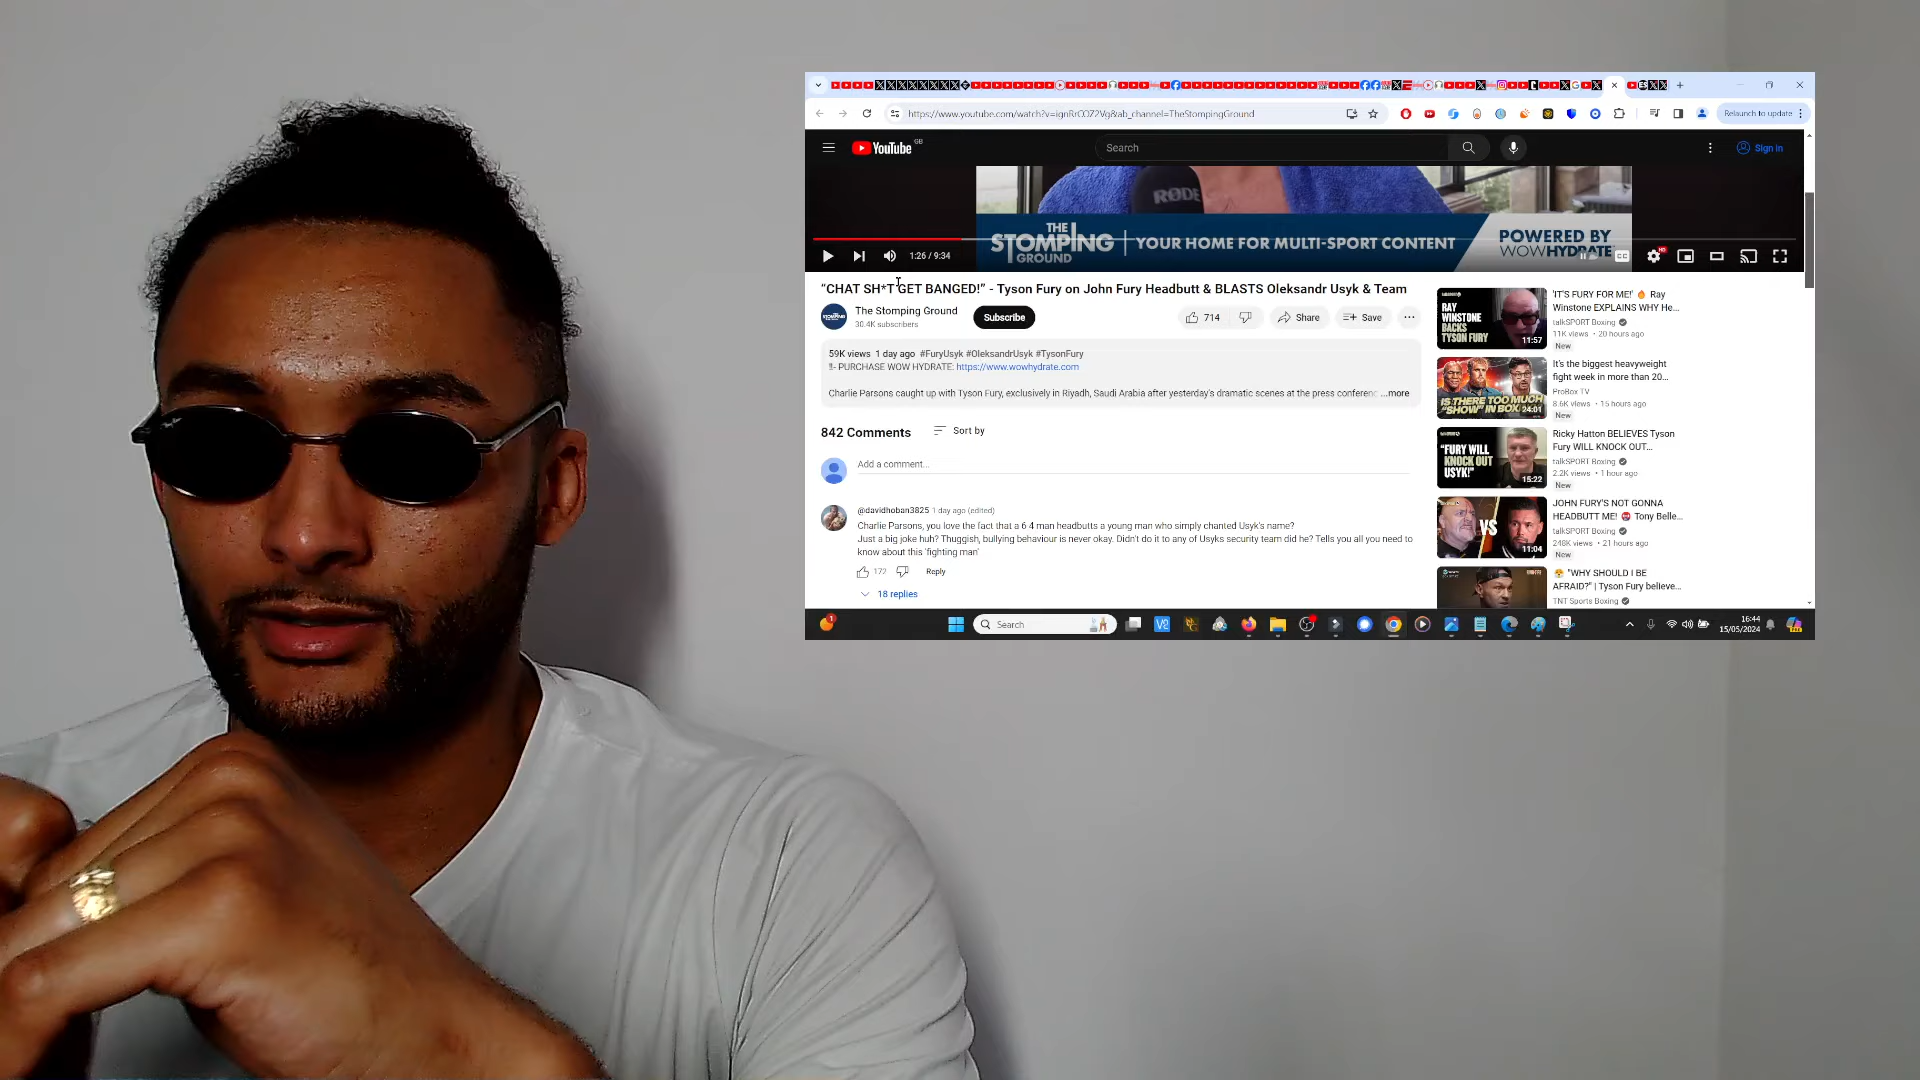 https://www.youtube.com/watch?v=ignRrCOZ2Vg&ab_channel=TheStompingGround
Relaunch to update
YouTube GB
Search
Sign in
RØDE
THE STOMPING GROUND
YOUR HOME FOR MULTI-SPORT CONTENT
POWERED BY WOWHYDRATE
1:26 / 9:34
“CHAT SH*T GET BANGED!” - Tyson Fury on John Fury Headbutt & BLASTS Oleksandr Usyk & Team
The Stomping Ground
30.4K subscribers
Subscribe
714
Share
Save
59K views 1 day ago #FuryUsyk #OleksandrUsyk #TysonFury
‼️- PURCHASE WOW HYDRATE: https://www.wowhydrate.com
Charlie Parsons caught up with Tyson Fury, exclusively in Riyadh, Saudi Arabia after yesterday's dramatic scenes at the press conferenc ...more
842 Comments
Sort by
Add a comment...
@davidhoban3825 1 day ago (edited)
Charlie Parsons, you love the fact that a 6 4 man headbutts a young man who simply chanted Usyk's name?
Just a big joke huh? Thuggish, bullying behaviour is never okay. Didn't do it to any of Usyks security team did he? Tells you all you need to
know about this 'fighting man'
172
Reply
18 replies
RAY WINSTONE BACKS TYSON FURY
11:57
'IT'S FURY FOR ME!' 🔥 Ray
Winstone EXPLAINS WHY He...
talkSPORT Boxing
11K views • 20 hours ago
New
IS THERE TOO MUCH "SHOW" IN BOX
24:01
It's the biggest heavyweight
fight week in more than 20...
ProBox TV
8.6K views • 15 hours ago
New
"FURY WILL KNOCK OUT USYK!"
15:22
Ricky Hatton BELIEVES Tyson
Fury WILL KNOCK OUT...
talkSPORT Boxing
2.2K views • 1 hour ago
New
VS
11:04
JOHN FURY'S NOT GONNA
HEADBUTT ME! 😡 Tony Belle...
talkSPORT Boxing
248K views • 21 hours ago
New
😤 "WHY SHOULD I BE
AFRAID?" | Tyson Fury believe...
TNT Sports Boxing
Search
16:44
15/05/2024